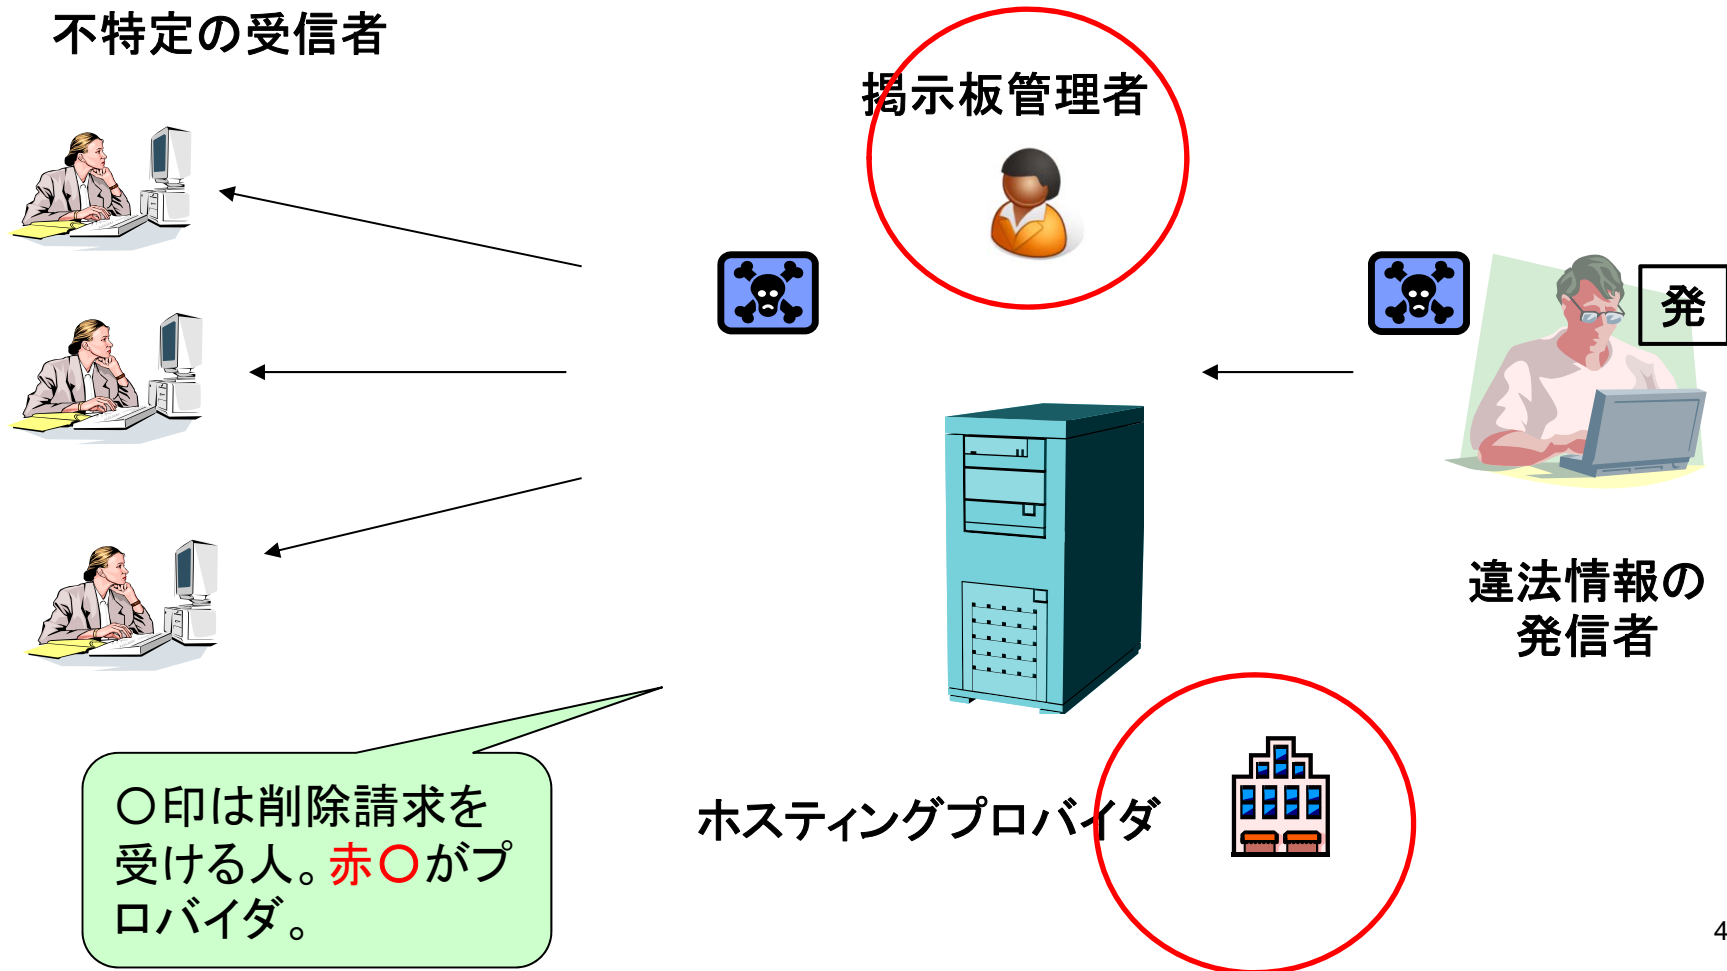 不特定の受信者
掲示板管理者
発
違法情報の
発信者
ホスティングプロバイダ
〇印は削除請求を
受ける人。赤〇がプ
ロバイダ。
4